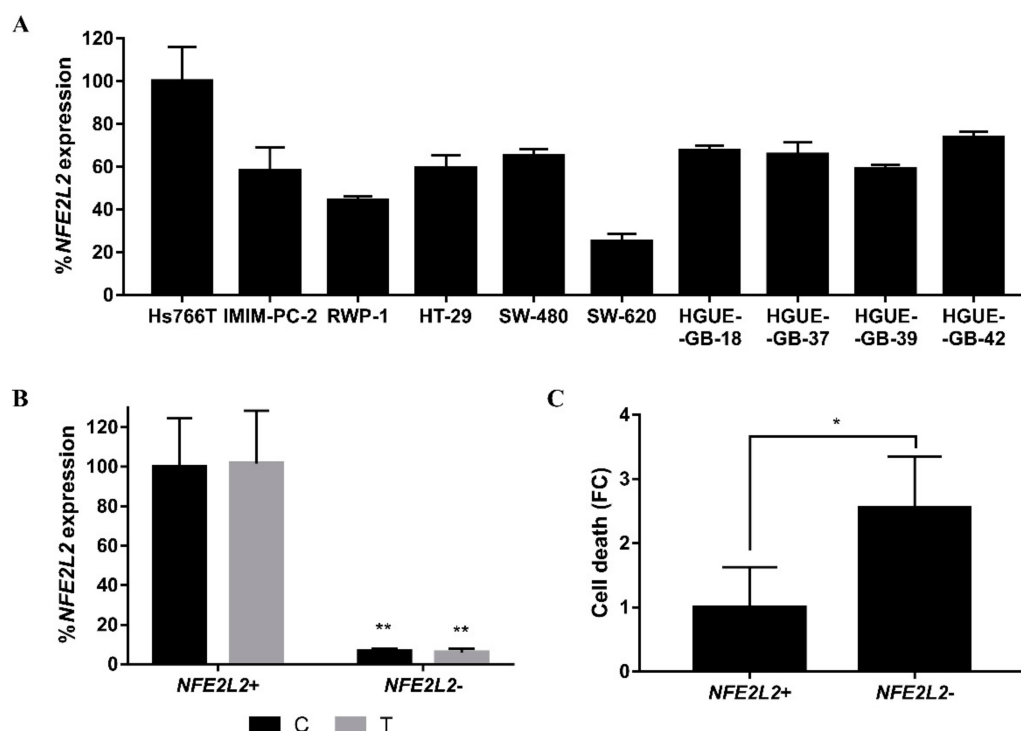 A
%NFE2L2 expression
120
100
80
60
40
20
0
Hs766T IMIM-PC-2 RWP-1 HT-29 SW-480 SW-620 HGUE- HGUE- HGUE- HGUE-
-GB-18 -GB-37 -GB-39 -GB-42
B
%NFE2L2 expression
120
100
80
60
40
20
0
** **
NFE2L2+ NFE2L2-
C T
C
Cell death (FC)
4
3
2
1
0
*
NFE2L2+ NFE2L2-